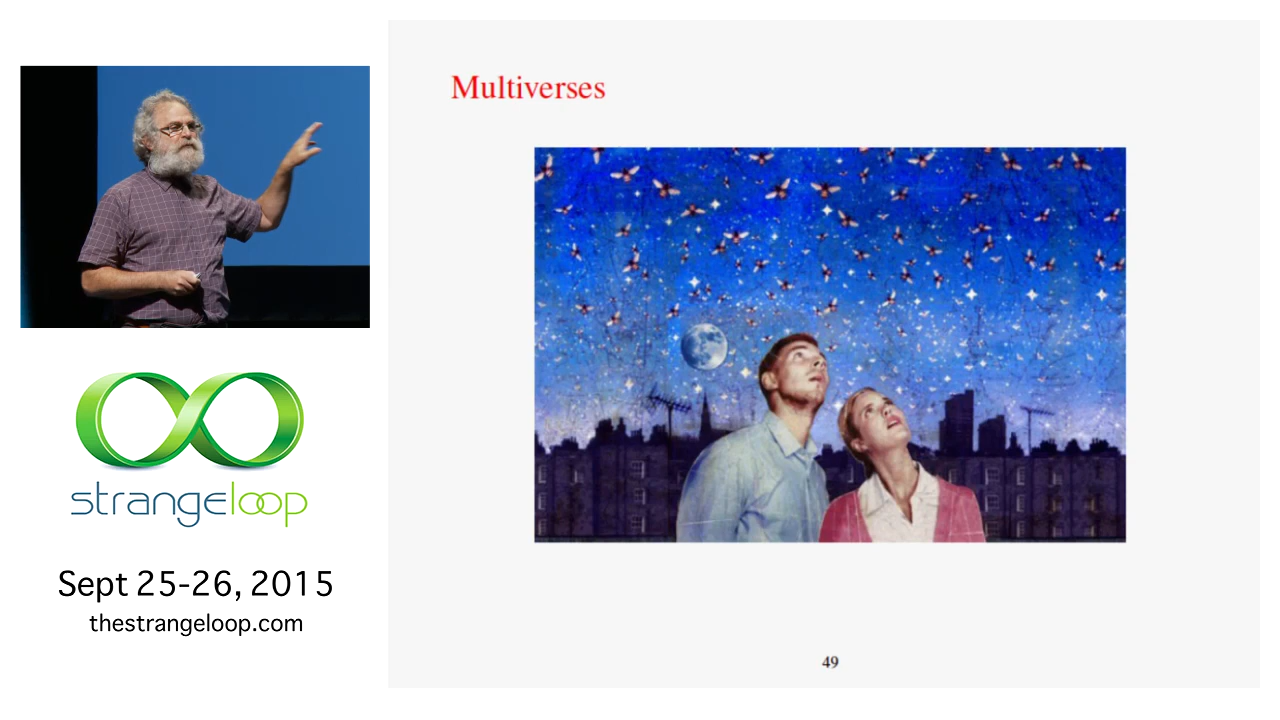 Multiverses
strangeloop
Sept 25-26, 2015
thestrangeloop.com
49